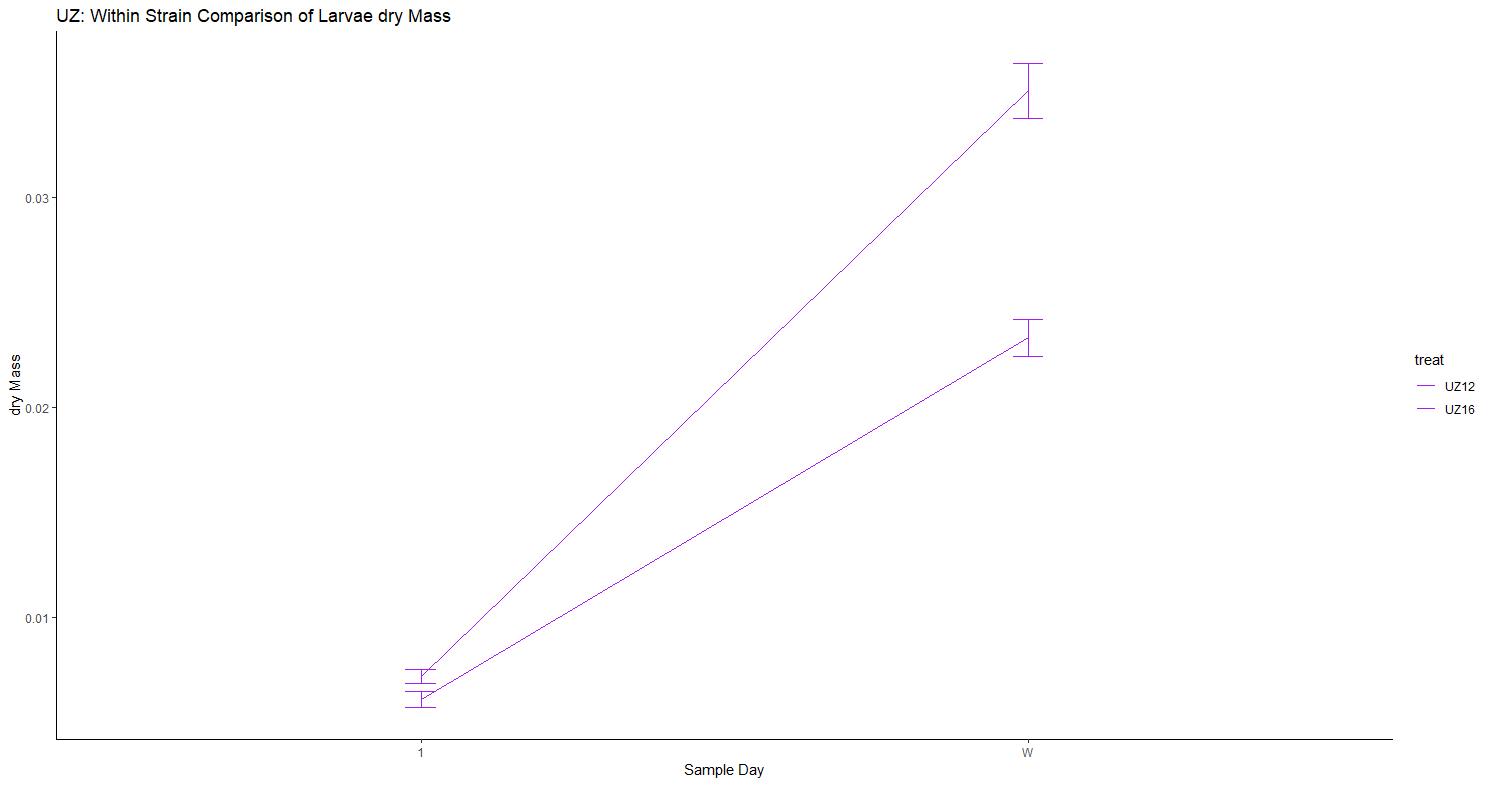 UZ: Within Strain Comparison of Larvae dry Mass
dry Mass
0.03
0.02
0.01
1
W
Sample Day
treat
UZ12
UZ16